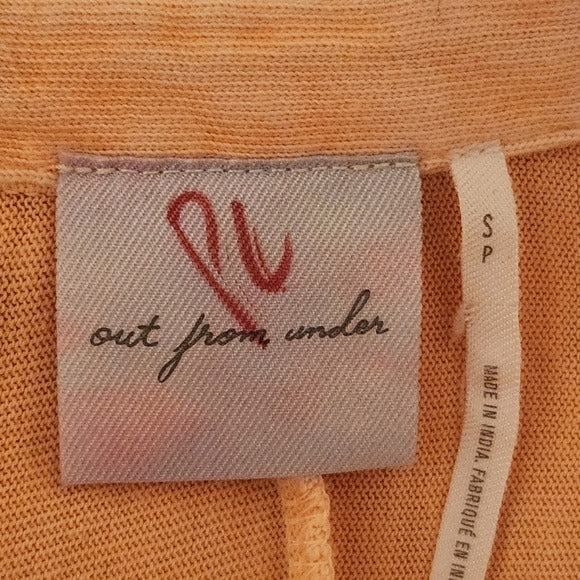 out from under
S
P
MADE IN INDIA. FABRIQUÉ EN IN